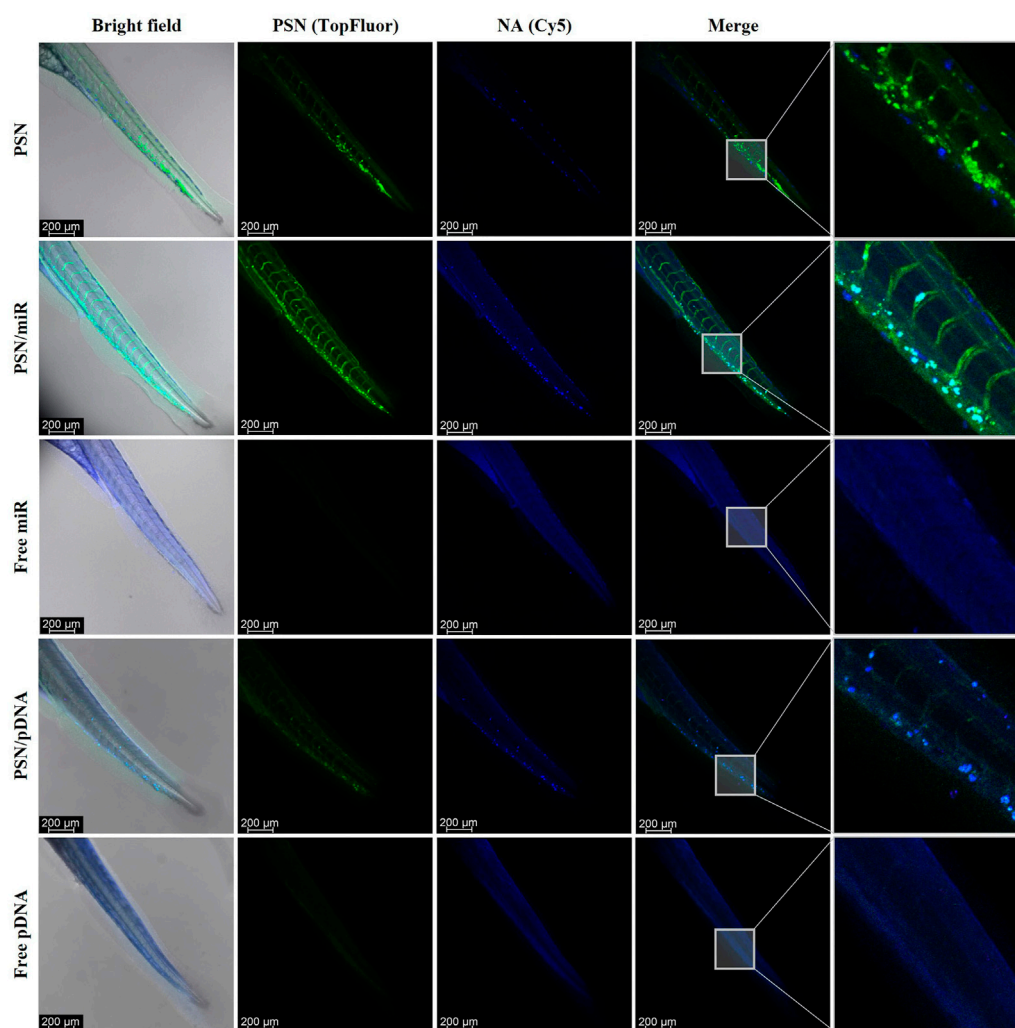 Bright field PSN (TopFluor) NA (Cy5) Merge
PSN
200 µm 200 µm 200 µm 200 µm
PSN/miR
200 µm 200 µm 200 µm 200 µm
Free miR
200 µm 200 µm 200 µm 200 µm
PSN/pDNA
200 µm 200 µm 200 µm 200 µm
Free pDNA
200 µm 200 µm 200 µm 200 µm